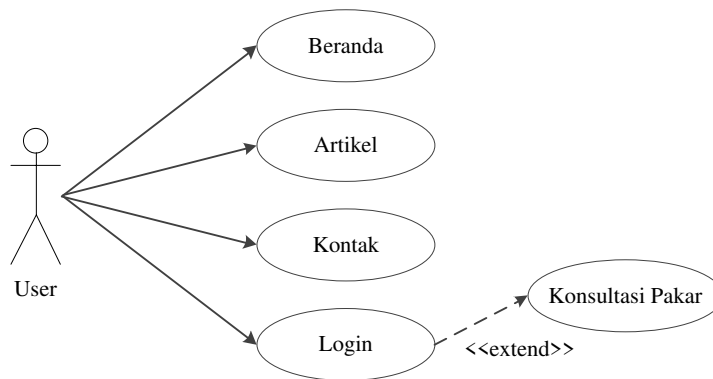 Beranda
Artikel
Kontak
User
Login
Konsultasi Pakar
<<extend>>